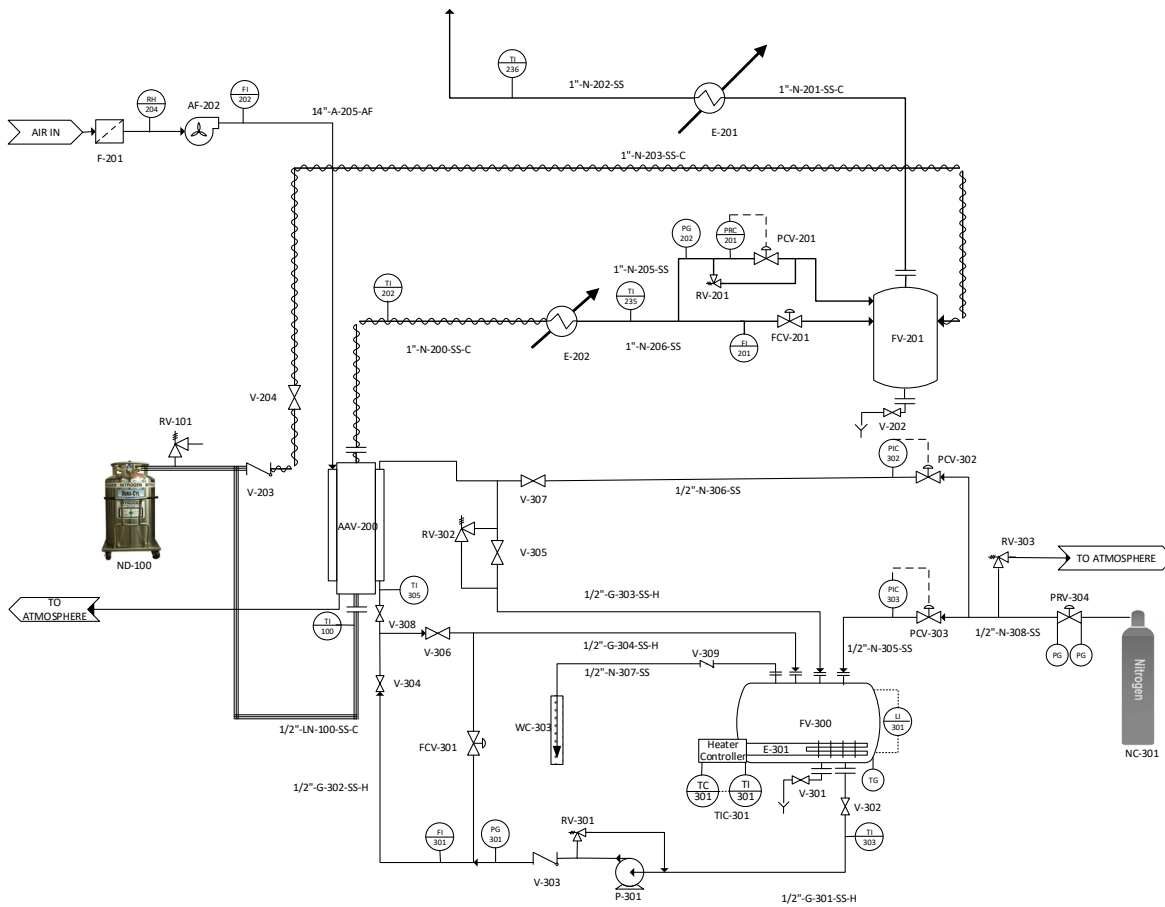 TI
236
1"-N-202-SS
1"-N-201-SS-C
E-201
RH
204
AF-202
FI
202
14"-A-205-AF
AIR IN
F-201
1"-N-203-SS-C
PG
202
PRC
201
PCV-201
1"-N-205-SS
RV-201
TI
202
TI
235
1"-N-200-SS-C
E-202
1"-N-206-SS
FI
201
FCV-201
FV-201
V-202
V-204
RV-101
V-203
NITROGEN
ND-100
AAV-200
PIC
302
PCV-302
V-307
1/2"-N-306-SS
RV-302
V-305
RV-303
TO ATMOSPHERE
TO
ATMOSPHERE
TI
305
TI
100
V-308
1/2"-G-303-SS-H
PIC
303
PCV-303
PRV-304
1/2"-N-308-SS
PG
PG
V-306
1/2"-G-304-SS-H
V-309
1/2"-N-307-SS
1/2"-N-305-SS
Nitrogen
NC-301
V-304
1/2"-LN-100-SS-C
WC-303
FV-300
LI
301
Heater
Controller
E-301
FCV-301
TC
301
TI
301
TIC-301
V-301
TG
V-302
1/2"-G-302-SS-H
FI
301
PG
301
RV-301
V-303
P-301
TI
303
1/2"-G-301-SS-H